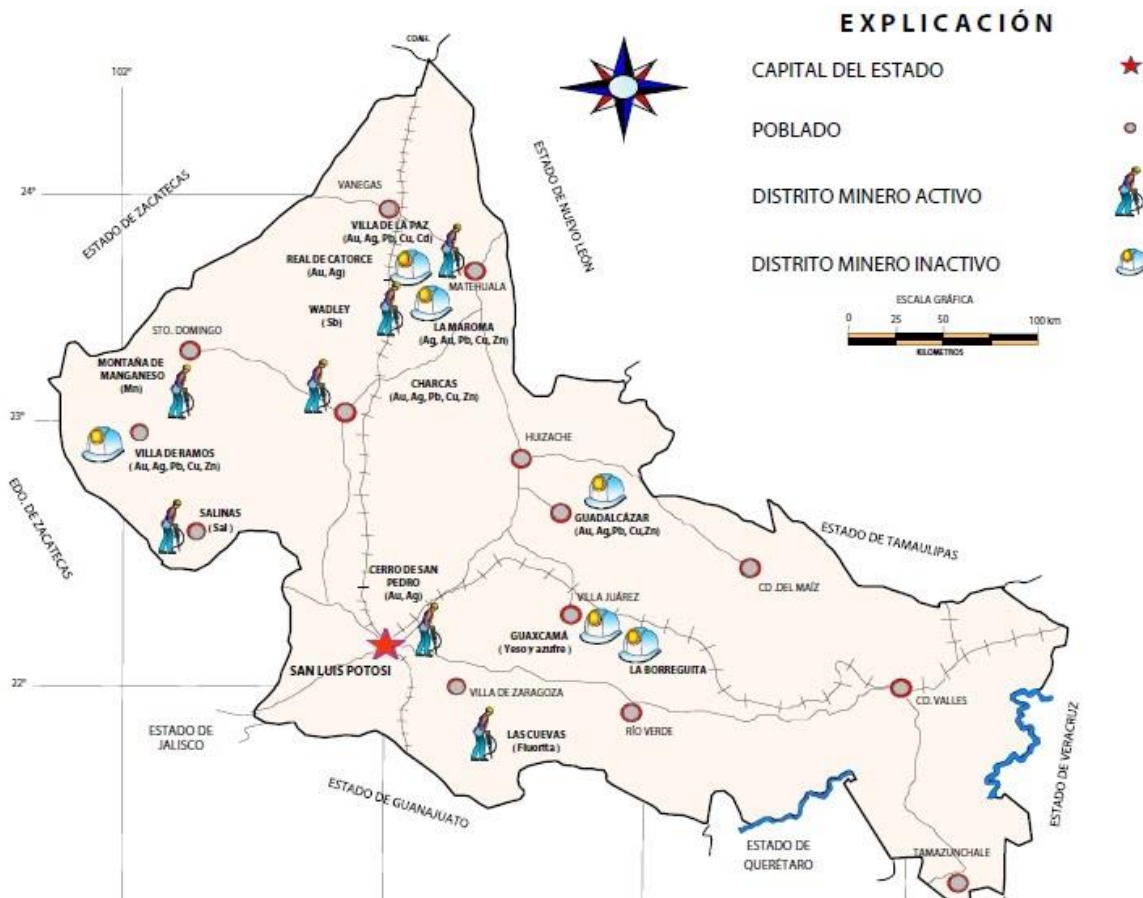 EXPLICACIÓN
CAPITAL DEL ESTADO
POBLADO
DISTRITO MINERO ACTIVO
DISTRITO MINERO INACTIVO
ESCALA GRÁFICA
0 25 50 100 km
KILOMETROS
COAH.
102°
24°
23°
22°
ESTADO DE ZACATECAS
ESTADO DE NUEVO LEÓN
VANEGAS
VILLA DE LA PAZ
(Au, Ag, Pb, Cu, Cd)
REAL DE CATORCE
(Au, Ag)
MATEHUALA
WADLEY
( Sb)
LA MAROMA
(Ag, Au, Pb, Cu, Zn)
STO. DOMINGO
MONTAÑA DE
MANGANESO
(Mn)
CHARCAS
(Au, Ag, Pb, Cu, Zn)
VILLA DE RAMOS
( Au, Ag, Pb, Cu, Zn)
HUIZACHE
EDO. DE ZACATECAS
SALINAS
( Sal )
GUADALCÁZAR
(Au, Ag,Pb, Cu,Zn)
ESTADO DE TAMAULIPAS
CERRO DE SAN
PEDRO
(Au, Ag)
CD .DEL MAÍZ
VILLA JUÁREZ
GUAXCAMÁ
( Yeso y azufre )
LA BORREGUITA
SAN LUIS POTOSI
VILLA DE ZARAGOZA
CD. VALLES
RÍO VERDE
ESTADO DE
JALISCO
LAS CUEVAS
( Fluorita )
ESTADO DE VERACRUZ
ESTADO DE GUANAJUATO
ESTADO DE
QUERÉTARO
TAMAZUNCHALE